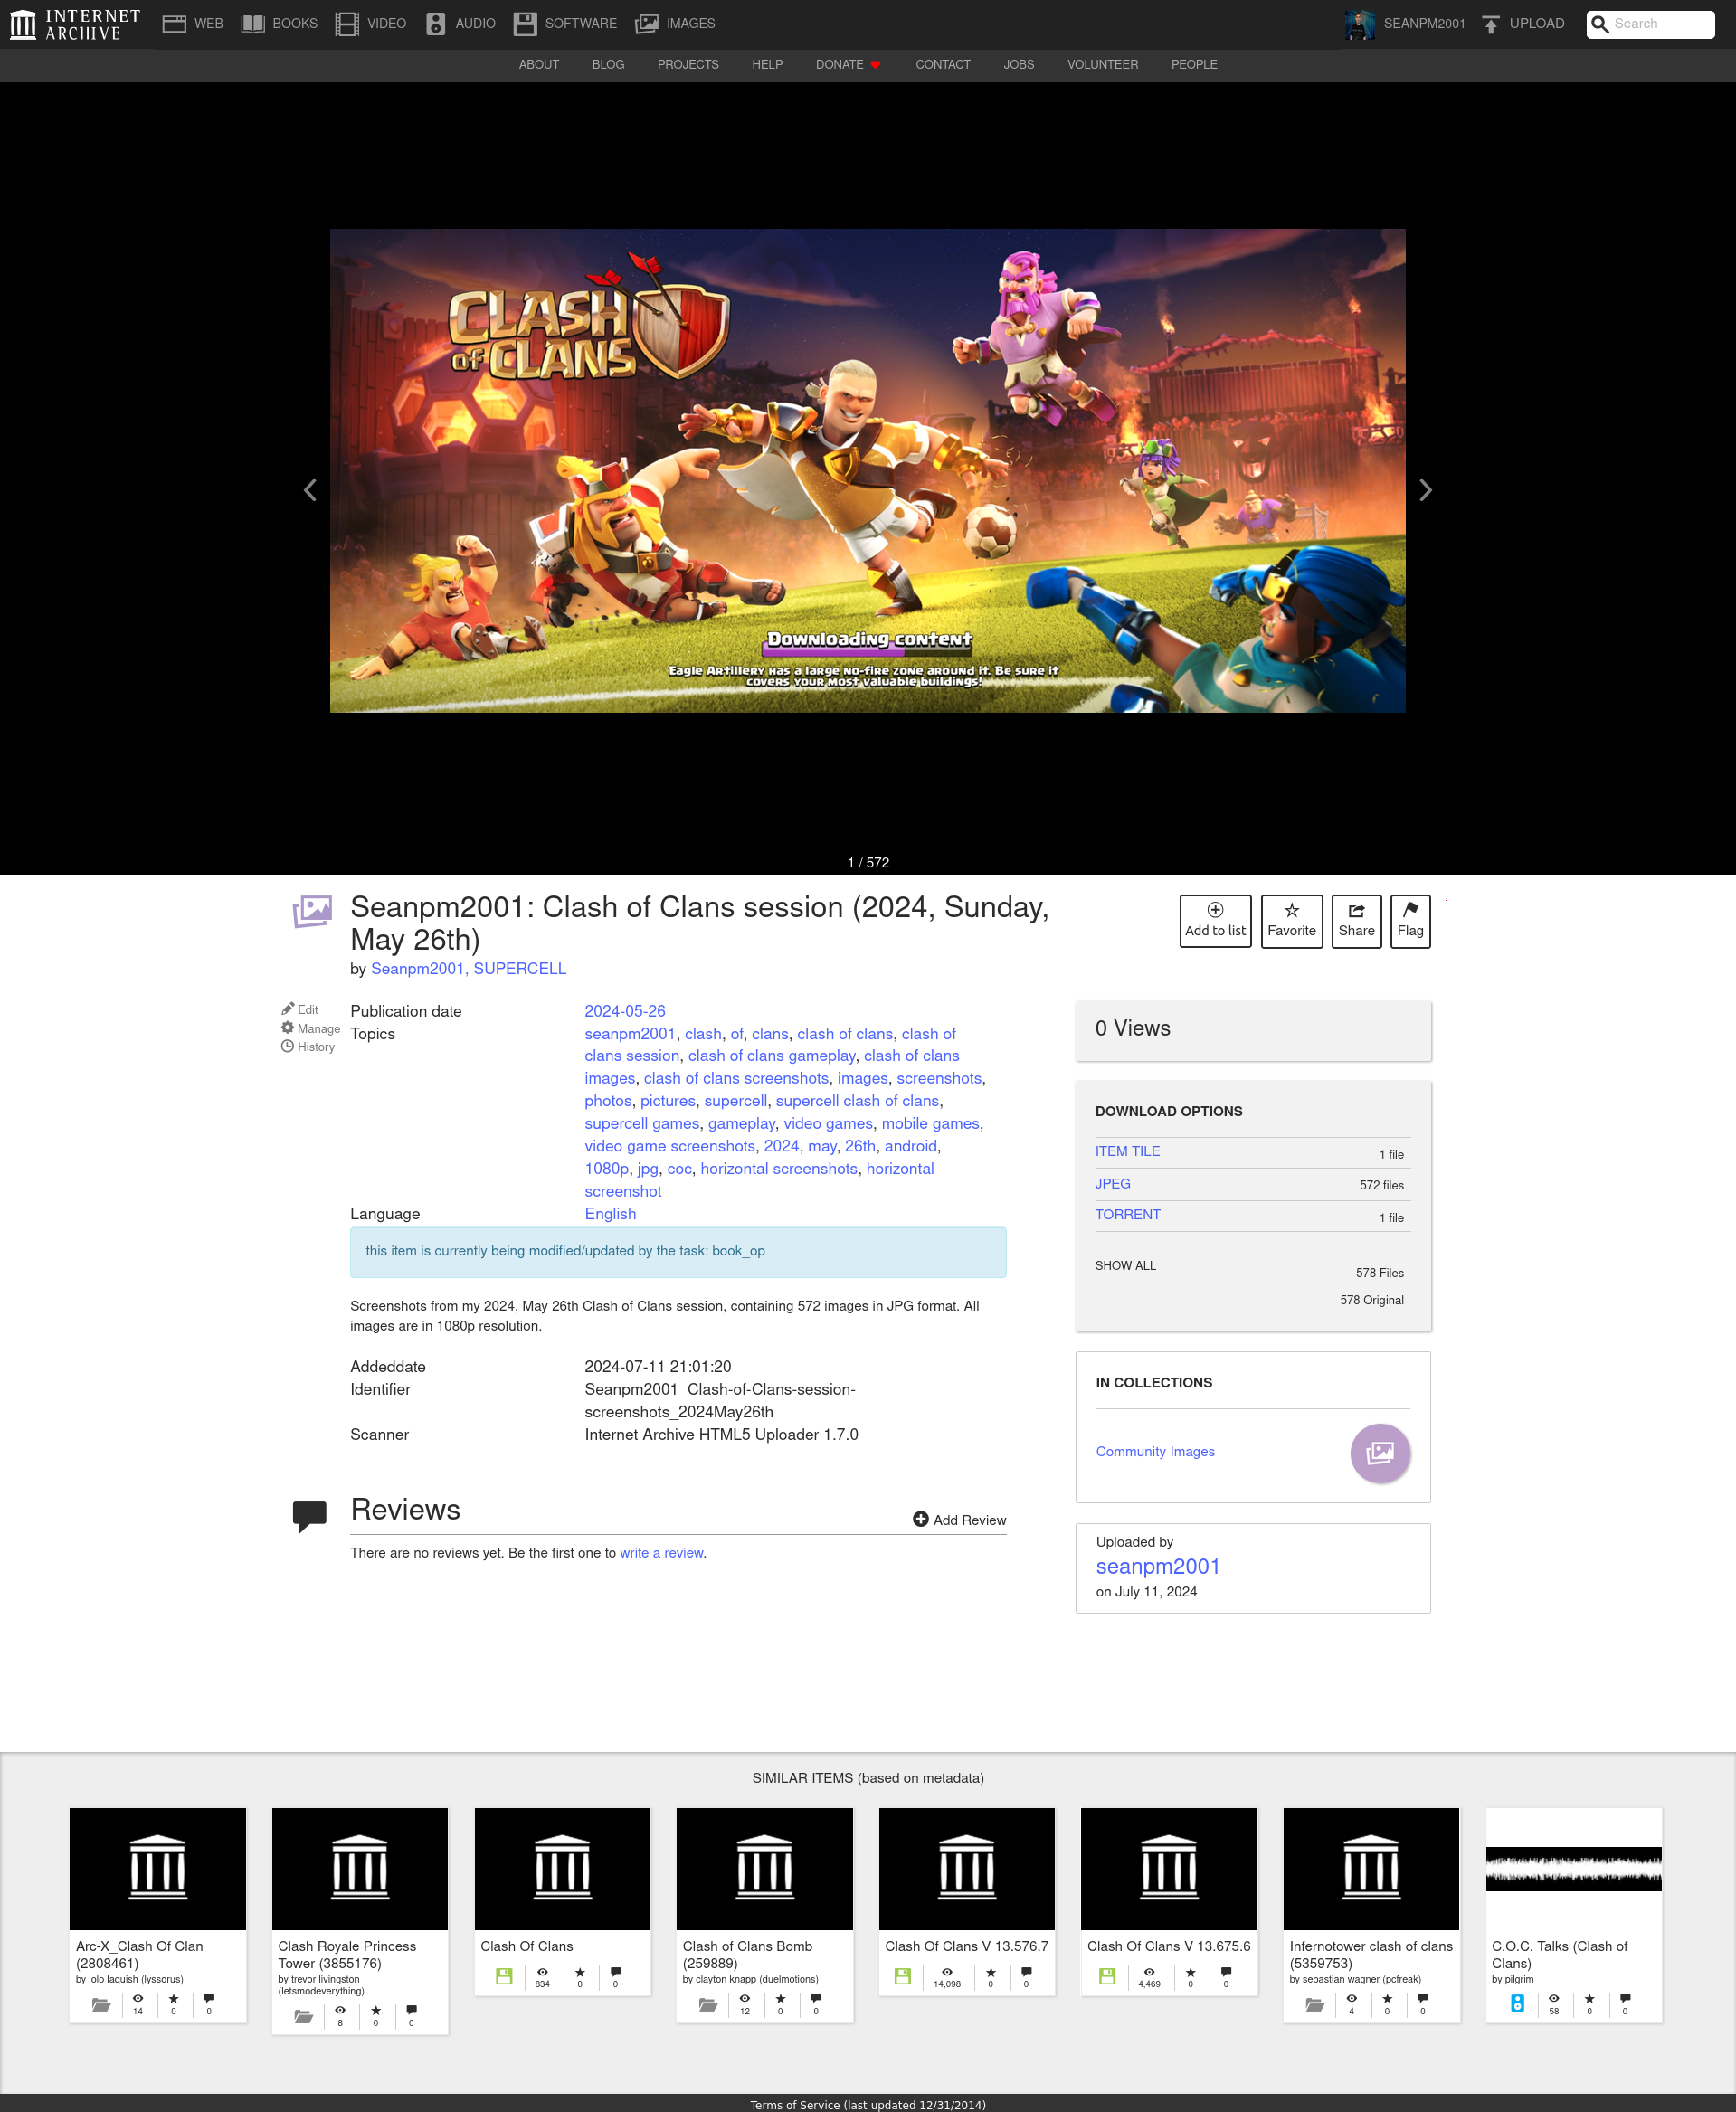 INTERNET ARCHIVE
WEB BOOKS VIDEO AUDIO SOFTWARE IMAGES SEANPM2001 UPLOAD Search
ABOUT BLOG PROJECTS HELP DONATE CONTACT JOBS VOLUNTEER PEOPLE
CLASH
OF CLANS
Downloading content
Eagle Artillery has a large no-fire zone around it. Be sure it
covers your most valuable buildings!
1 / 572
Seanpm2001: Clash of Clans session (2024, Sunday,
May 26th)
by Seanpm2001, SUPERCELL
Add to list Favorite Share Flag
Edit
Manage
History
Publication date 2024-05-26
Topics seanpm2001, clash, of, clans, clash of clans, clash of
clans session, clash of clans gameplay, clash of clans
images, clash of clans screenshots, images, screenshots,
photos, pictures, supercell, supercell clash of clans,
supercell games, gameplay, video games, mobile games,
video game screenshots, 2024, may, 26th, android,
1080p, jpg, coc, horizontal screenshots, horizontal
screenshot
Language English
this item is currently being modified/updated by the task: book_op
Screenshots from my 2024, May 26th Clash of Clans session, containing 572 images in JPG format. All
images are in 1080p resolution.
Addeddate 2024-07-11 21:01:20
Identifier Seanpm2001_Clash-of-Clans-session-
screenshots_2024May26th
Scanner Internet Archive HTML5 Uploader 1.7.0
Reviews
Add Review
There are no reviews yet. Be the first one to write a review.
0 Views
DOWNLOAD OPTIONS
ITEM TILE 1 file
JPEG 572 files
TORRENT 1 file
SHOW ALL 578 Files
578 Original
IN COLLECTIONS
Community Images
Uploaded by
seanpm2001
on July 11, 2024
SIMILAR ITEMS (based on metadata)
Arc-X_Clash Of Clan
(2808461)
by lolo laquish (lyssorus)
14 0 0
Clash Royale Princess
Tower (3855176)
by trevor livingston
(letsmodeverything)
8 0 0
Clash Of Clans
834 0 0
Clash of Clans Bomb
(259889)
by clayton knapp (duelmotions)
12 0 0
Clash Of Clans V 13.576.7
14,098 0 0
Clash Of Clans V 13.675.6
4,469 0 0
Infernotower clash of clans
(5359753)
by sebastian wagner (pcfreak)
4 0 0
C.O.C. Talks (Clash of
Clans)
by pilgrim
58 0 0
Terms of Service (last updated 12/31/2014)